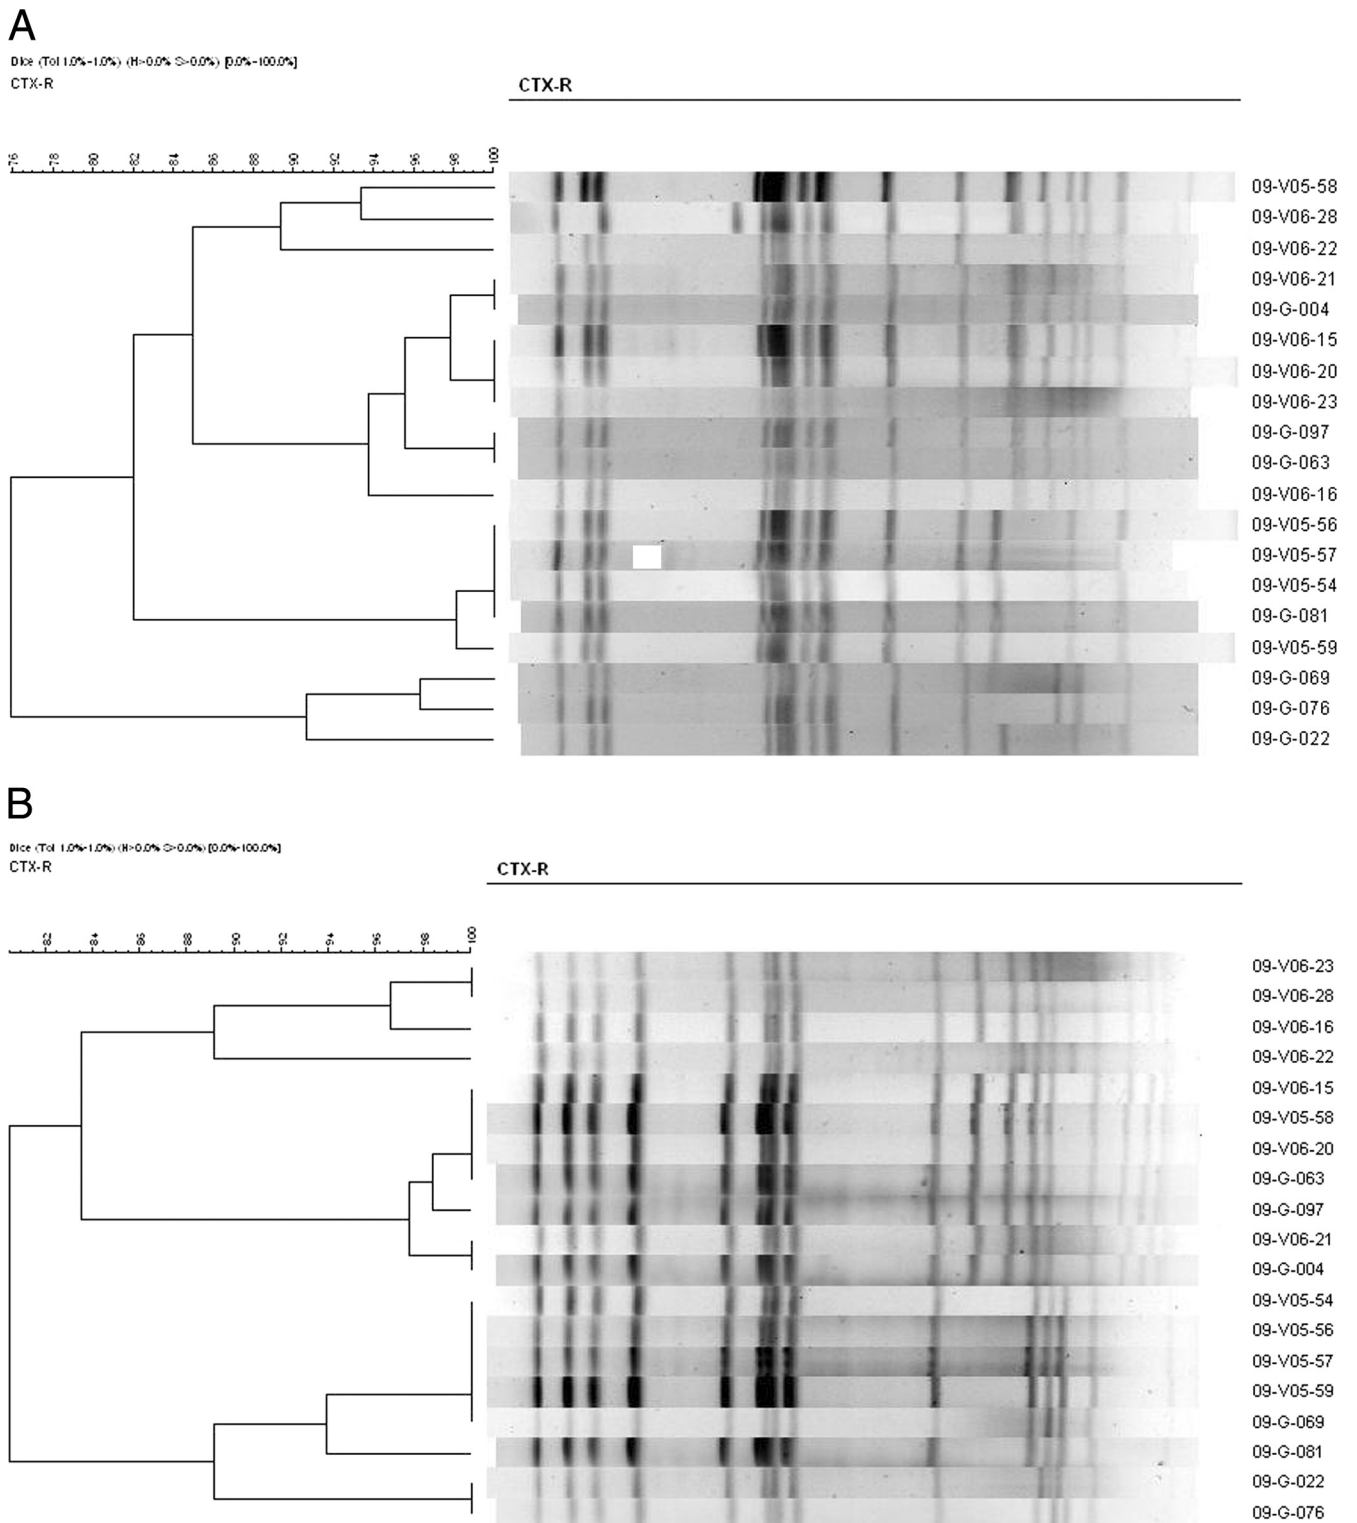 A
Dice (Tol 1.0%-1.0%) (H>0.0% S>0.0%) [0.0%-100.0%]
CTX-R
CTX-R
76 78 80 82 84 86 88 90 92 94 96 98 100
09-V05-58
09-V06-28
09-V06-22
09-V06-21
09-G-004
09-V06-15
09-V06-20
09-V06-23
09-G-097
09-G-063
09-V06-16
09-V05-56
09-V05-57
09-V05-54
09-G-081
09-V05-59
09-G-069
09-G-076
09-G-022
B
Dice (Tol 1.0%-1.0%) (H>0.0% S>0.0%) [0.0%-100.0%]
CTX-R
CTX-R
82 84 86 88 90 92 94 96 98 100
09-V06-23
09-V06-28
09-V06-16
09-V06-22
09-V06-15
09-V05-58
09-V06-20
09-G-063
09-G-097
09-V06-21
09-G-004
09-V05-54
09-V05-56
09-V05-57
09-V05-59
09-G-069
09-G-081
09-G-022
09-G-076